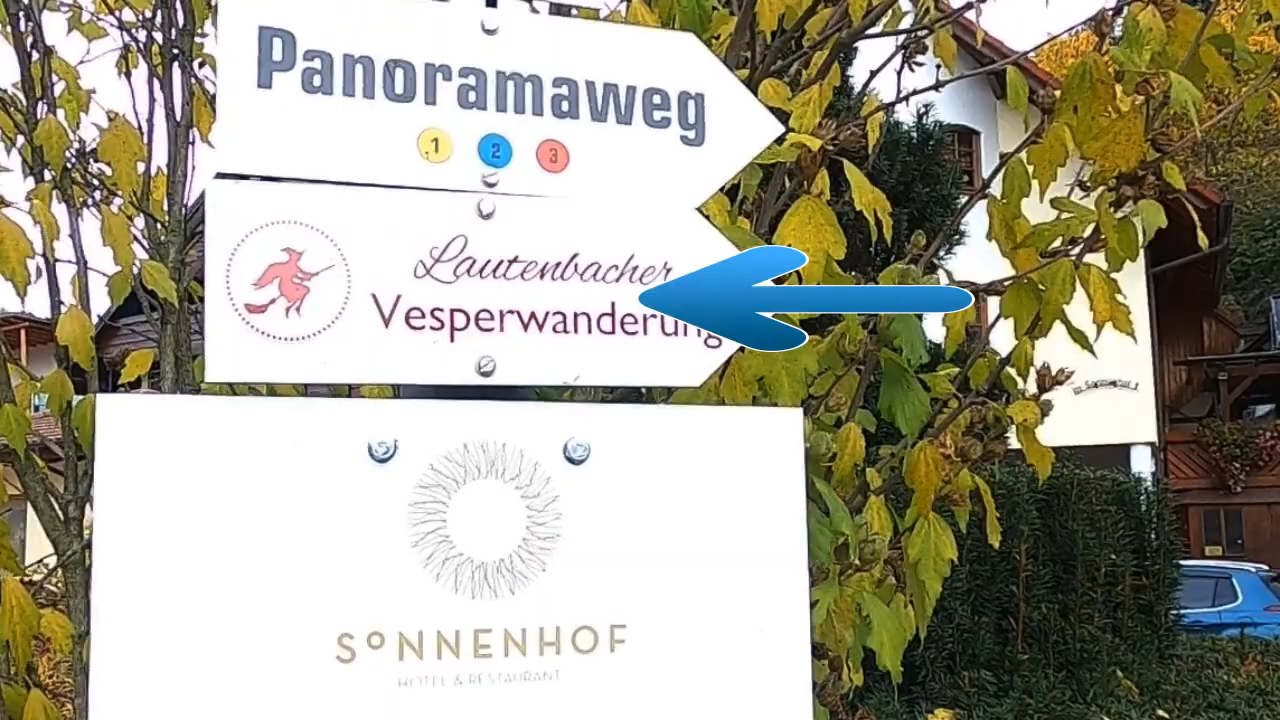 Panoramaweg
1 2 3
Lautenbacher
Vesperwanderung
SONNENHOF
HOTEL & RESTAURANT